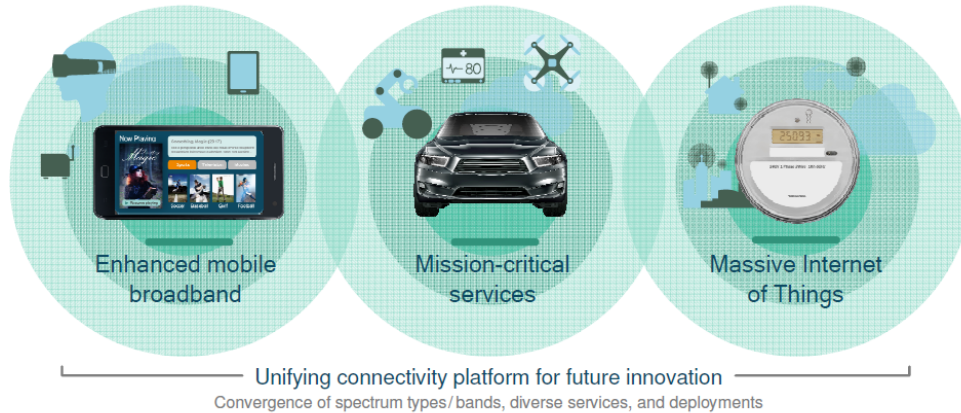 Now Playing
Magic
80
25093
Enhanced mobile
broadband
Mission-critical
services
Massive Internet
of Things
Unifying connectivity platform for future innovation
Convergence of spectrum types/bands, diverse services, and deployments